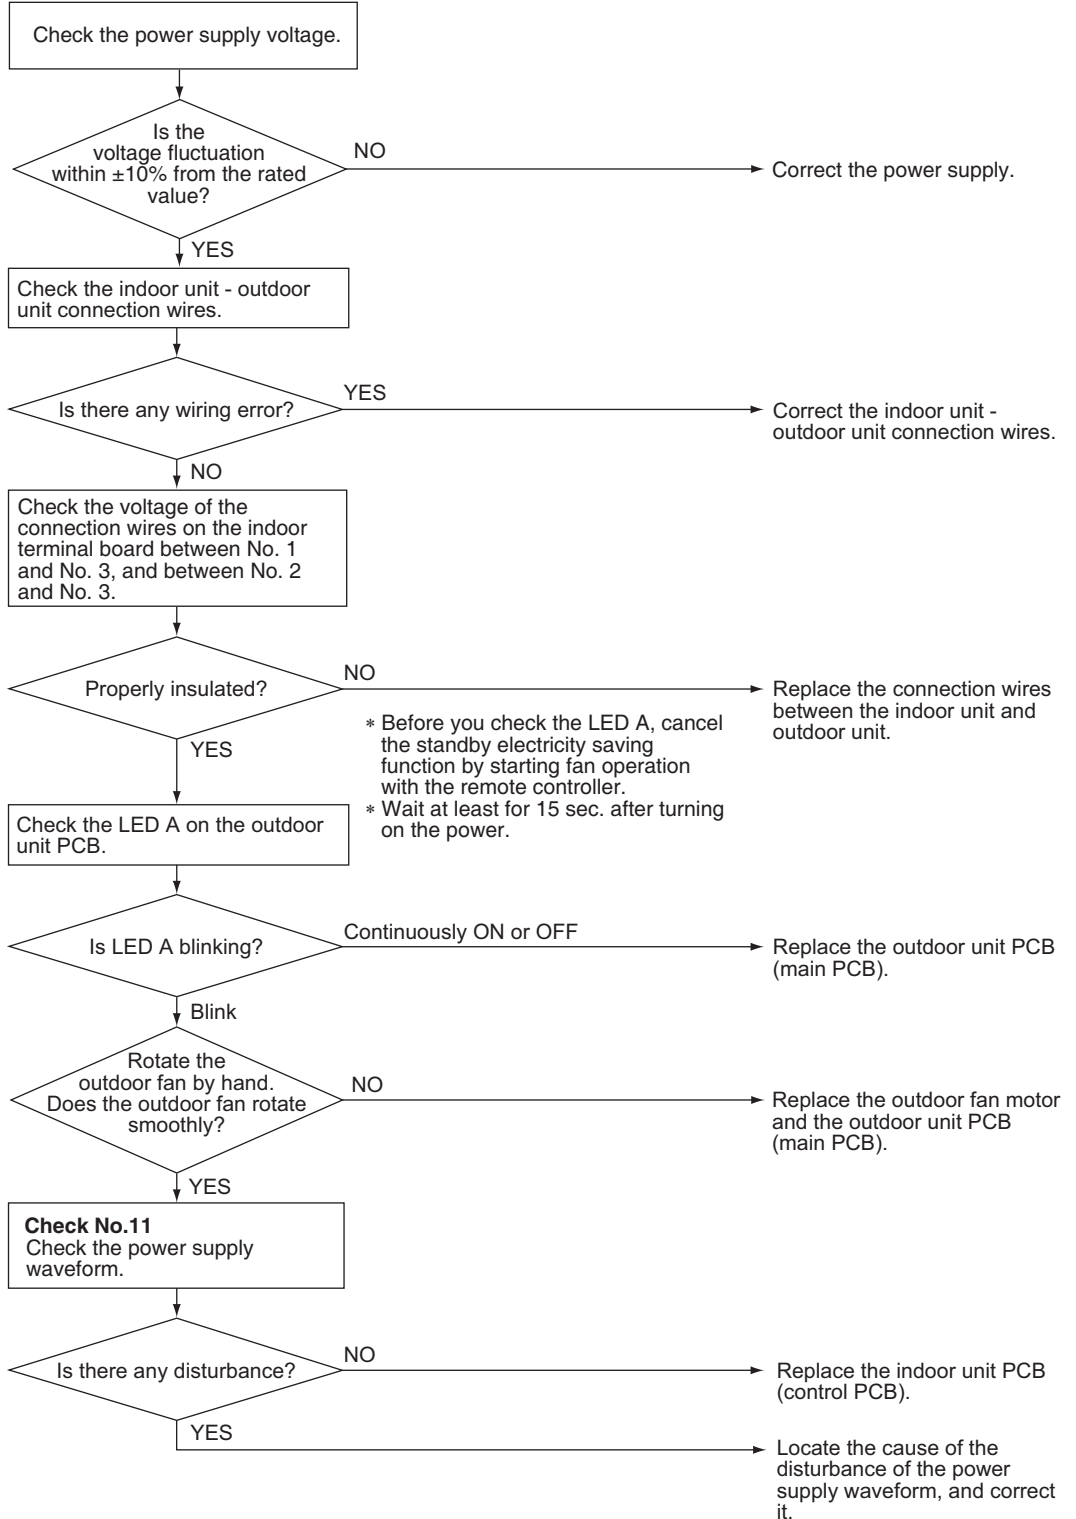 Check the power supply voltage.
Is the
voltage fluctuation
within ±10% from the rated
value?
NO
Correct the power supply.
YES
Check the indoor unit - outdoor
unit connection wires.
Is there any wiring error?
YES
Correct the indoor unit -
outdoor unit connection wires.
NO
Check the voltage of the
connection wires on the indoor
terminal board between No. 1
and No. 3, and between No. 2
and No. 3.
Properly insulated?
NO
Replace the connection wires
between the indoor unit and
outdoor unit.
YES
∗ Before you check the LED A, cancel
the standby electricity saving
function by starting fan operation
with the remote controller.
∗ Wait at least for 15 sec. after turning
on the power.
Check the LED A on the outdoor
unit PCB.
Is LED A blinking?
Continuously ON or OFF
Replace the outdoor unit PCB
(main PCB).
Blink
Rotate the
outdoor fan by hand.
Does the outdoor fan rotate
smoothly?
NO
Replace the outdoor fan motor
and the outdoor unit PCB
(main PCB).
YES
Check No.11
Check the power supply
waveform.
Is there any disturbance?
NO
Replace the indoor unit PCB
(control PCB).
YES
Locate the cause of the
disturbance of the power
supply waveform, and correct
it.